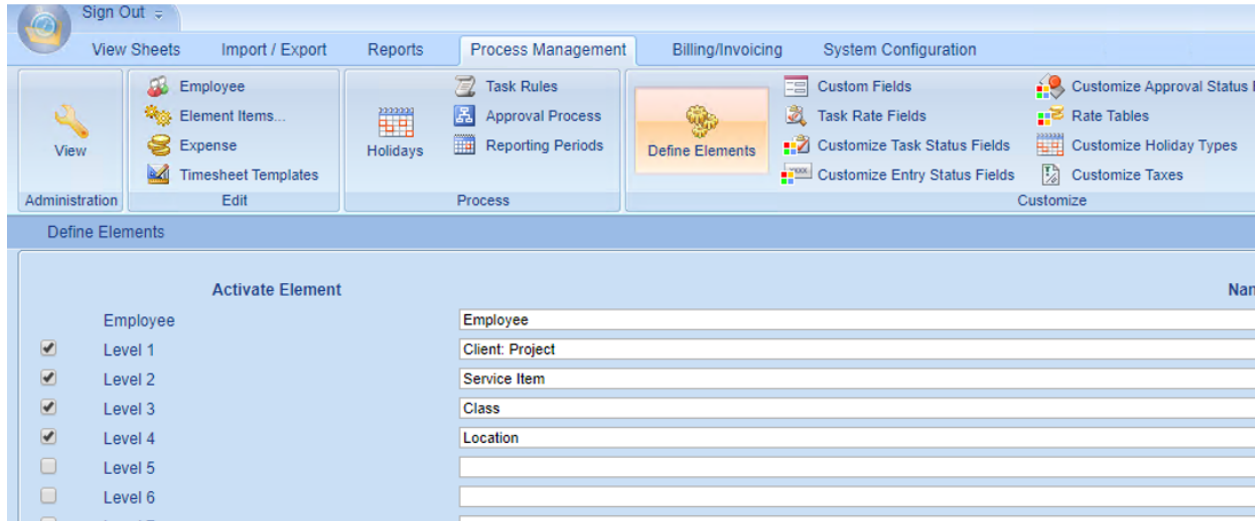 Sign Out
View Sheets Import / Export Reports Process Management Billing/Invoicing System Configuration
Employee Task Rules Custom Fields Customize Approval Status
Element Items... Approval Process Task Rate Fields Rate Tables
View Expense Holidays Reporting Periods Define Elements Customize Task Status Fields Customize Holiday Types
Timesheet Templates Customize Entry Status Fields Customize Taxes
Administration Edit Process Customize
Define Elements
Activate Element
Employee Employee
Level 1 Client: Project
Level 2 Service Item
Level 3 Class
Level 4 Location
Level 5
Level 6